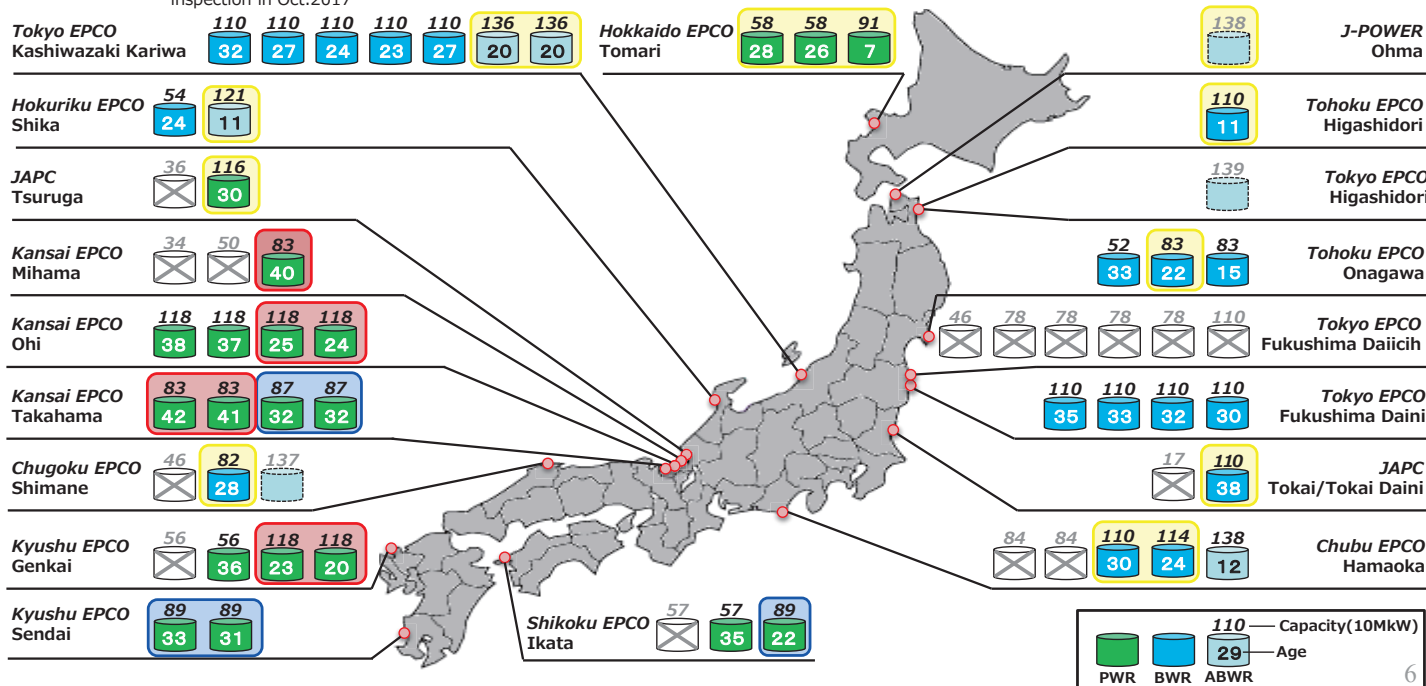 inspection in Oct.2017
Tokyo EPCO
Kashiwazaki Kariwa
110 110 110 110 110 136 136
32 27 24 23 27 20 20
Hokkaido EPCO
Tomari
58 58 91
28 26 7
138
J-POWER
Ohma
Hokuriku EPCO
Shika
54 121
24 11
110
11
Tohoku EPCO
Higashidori
JAPC
Tsuruga
36 116
30
139
Tokyo EPCO
Higashidori
Kansai EPCO
Mihama
34 50 83
40
52 83 83
33 22 15
Tohoku EPCO
Onagawa
Kansai EPCO
Ohi
118 118 118 118
38 37 25 24
46 78 78 78 78 110
Tokyo EPCO
Fukushima Daiicih
Kansai EPCO
Takahama
83 83 87 87
42 41 32 32
110 110 110 110
35 33 32 30
Tokyo EPCO
Fukushima Daini
Chugoku EPCO
Shimane
46 82 137
28
17 110
38
JAPC
Tokai/Tokai Daini
Kyushu EPCO
Genkai
56 56 118 118
36 23 20
84 84 110 114 138
30 24 12
Chubu EPCO
Hamaoka
Kyushu EPCO
Sendai
89 89
33 31
Shikoku EPCO
Ikata
57 57 89
35 22
110 Capacity(10MkW)
29 Age
PWR BWR ABWR
6